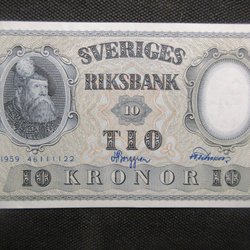 SVERIGES
RIKSBANK
10
TIO
1959 46111122
10 KRONOR 10